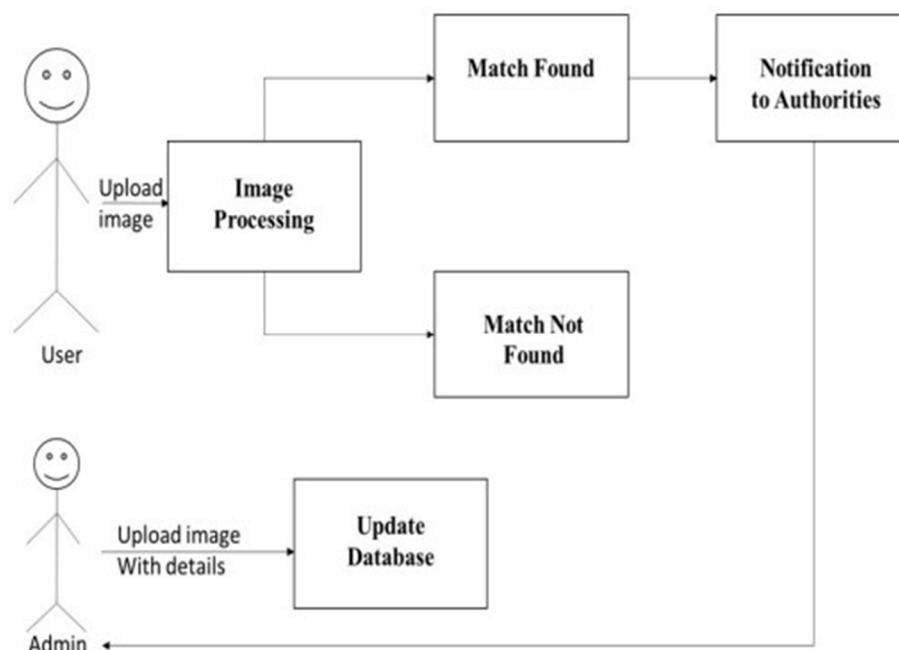 Match Found
Notification
to Authorities
Upload
image
Image
Processing
User
Match Not
Found
Upload image
With details
Update
Database
Admin